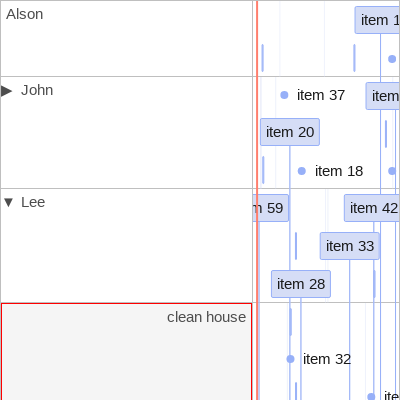 Alson
item 1
▶ John
item 37
item
item 20
item 18
▼ Lee
59
item 42
item 33
item 28
clean house
item 32